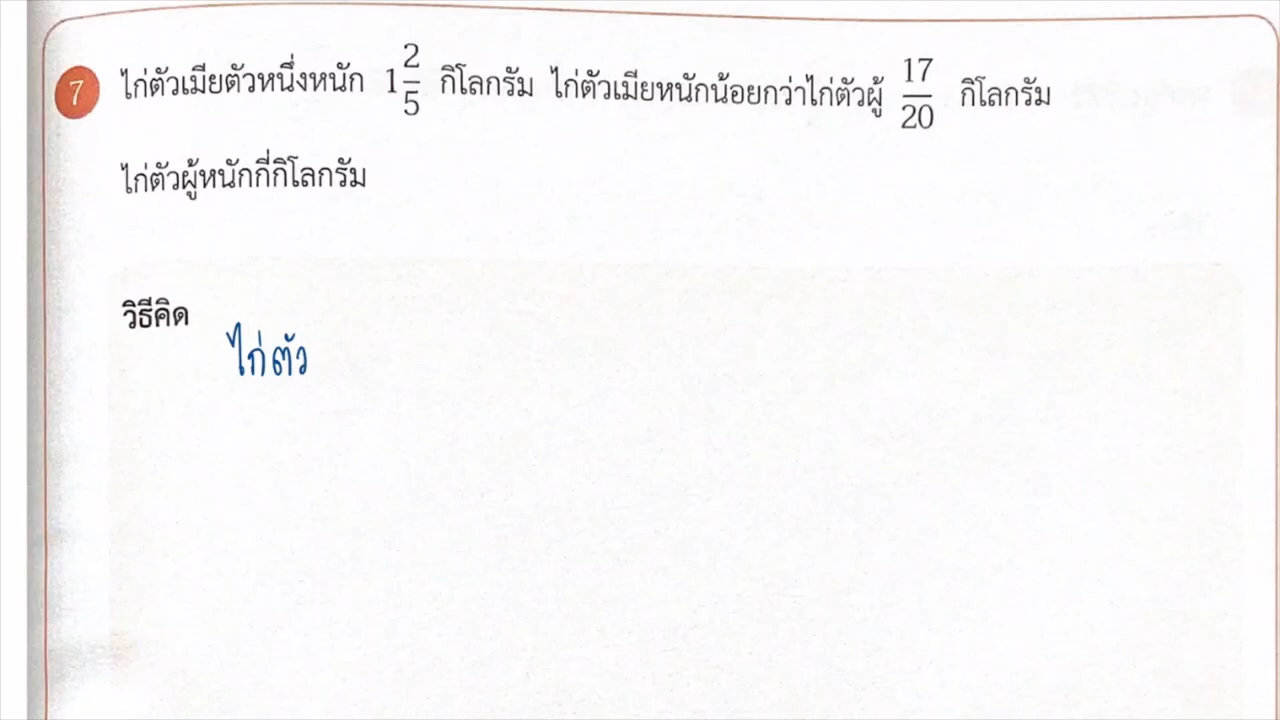 7 ไก่ตัวเมียตัวหนึ่งหนัก 1 2/5 กิโลกรัม ไก่ตัวเมียหนักน้อยกว่าไก่ตัวผู้ 17/20 กิโลกรัม
ไก่ตัวผู้หนักกี่กิโลกรัม
วิธีคิด
ไก่ตัว